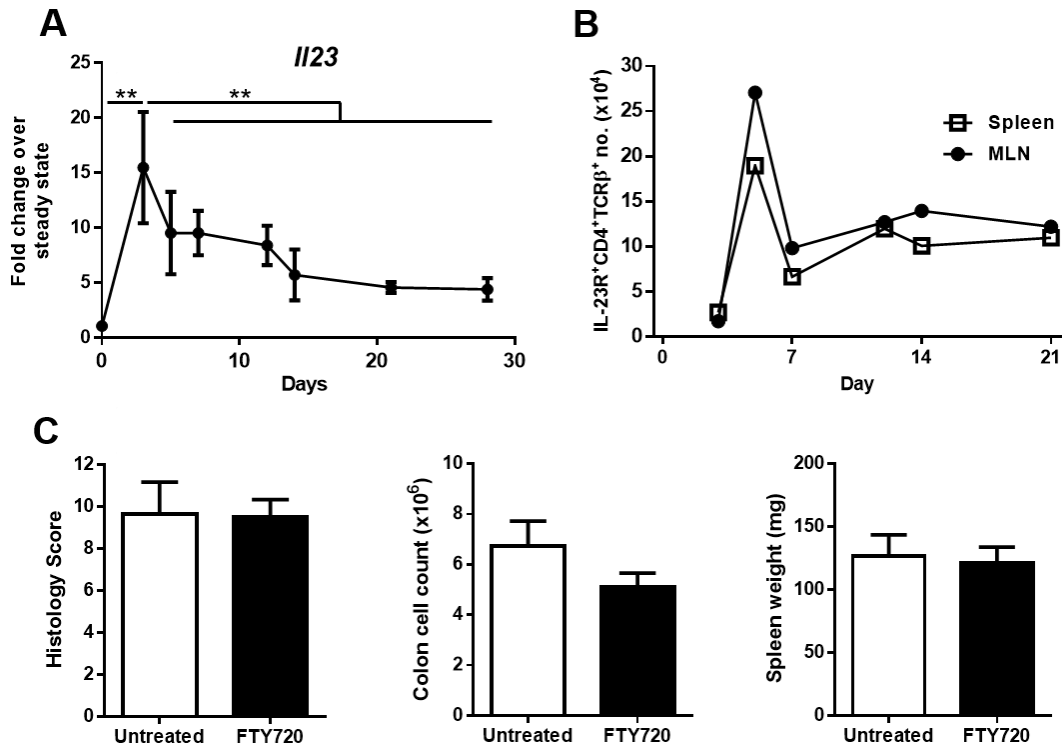 A
Il23
Fold change over
steady state
25
20
15
10
5
0
**
**
0
10
20
30
Days
B
IL-23R⁺CD4⁺TCRβ⁺ no. (x10⁴)
30
25
20
15
10
5
0
Spleen
MLN
0
7
14
21
Day
C
Histology Score
12
10
8
6
4
2
0
Untreated
FTY720
Colon cell count (x10⁶)
10
8
6
4
2
0
Untreated
FTY720
Spleen weight (mg)
200
150
100
50
0
Untreated
FTY720